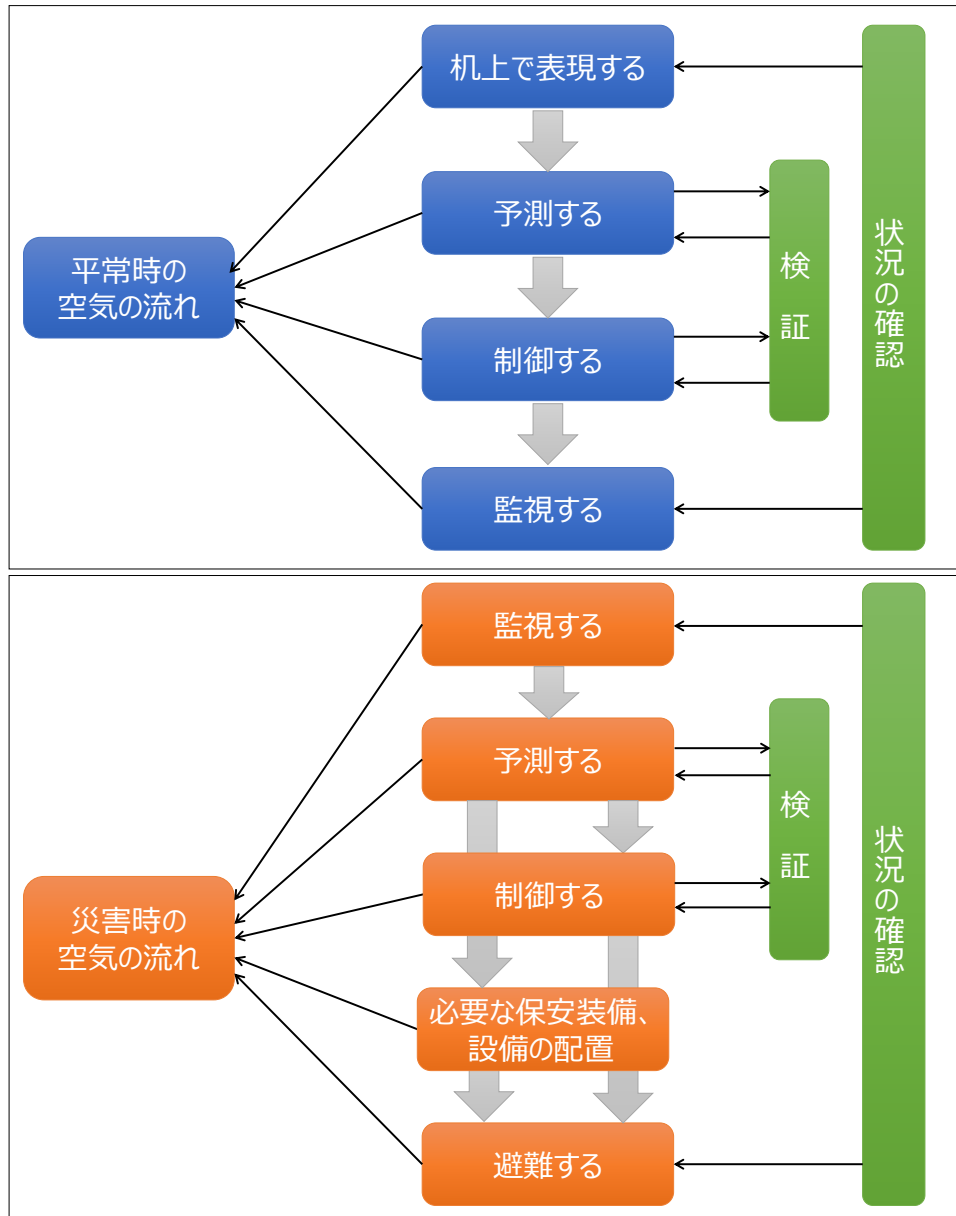 机上で表現する
予測する
平常時の
空気の流れ
制御する
監視する
検証
状況の確認
監視する
予測する
災害時の
空気の流れ
制御する
必要な保安装備、
設備の配置
避難する
検証
状況の確認